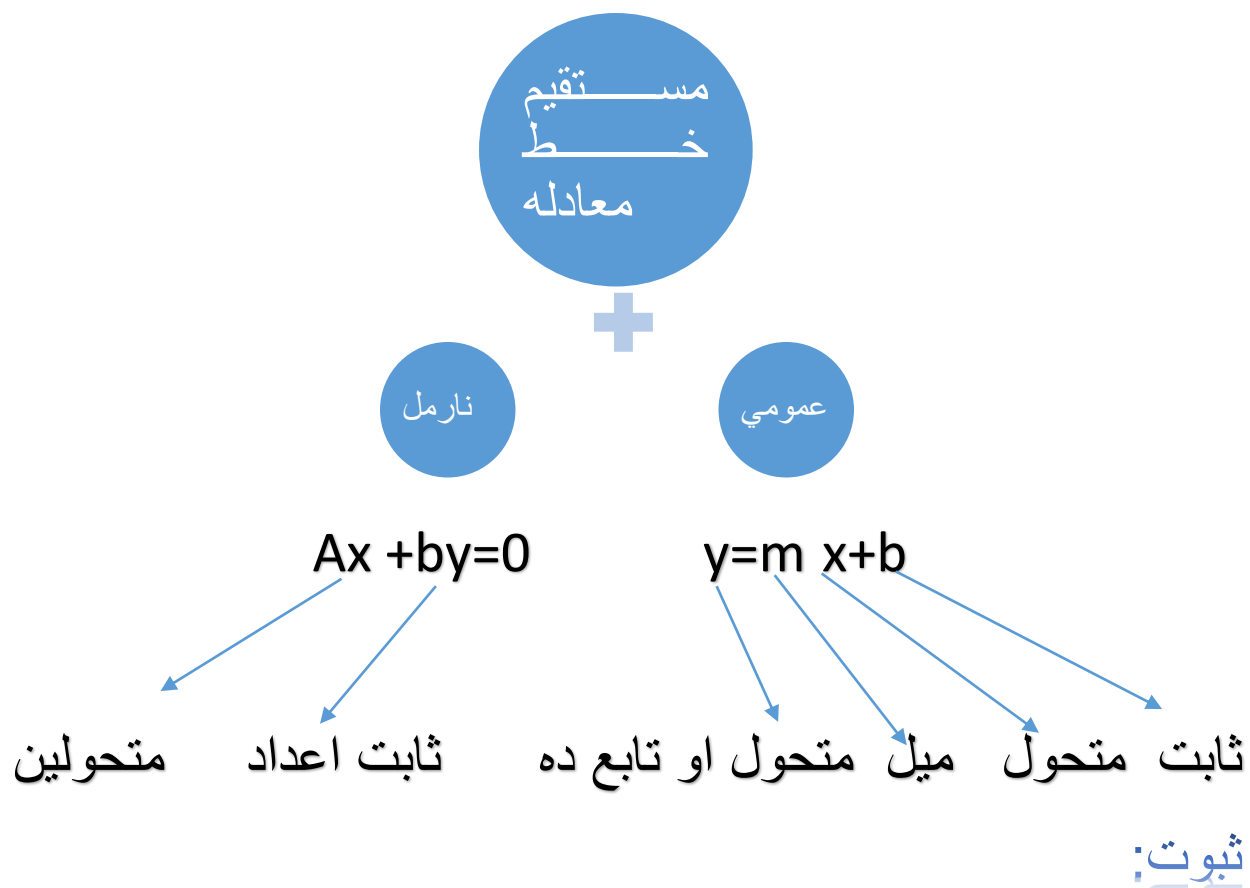 مستقیم
خط
معادله
عمومي
نارمل
y=m x+b
Ax +by=0
ثابت متحول میل متحول او تابع ده
ثابت اعداد
متحولین
ثبوت: